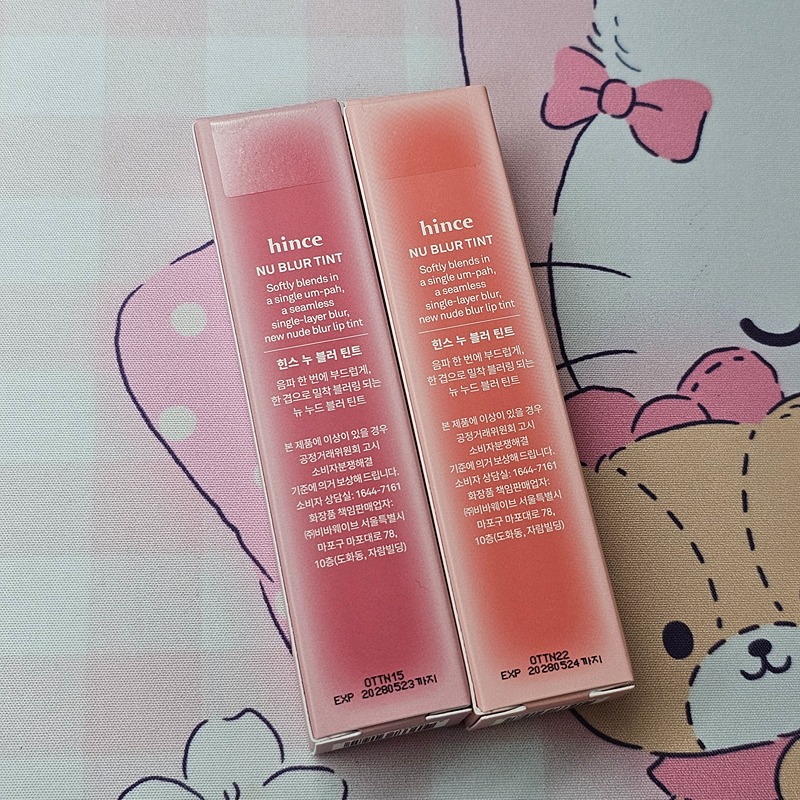 hince
NU BLUR TINT
Softly blends in
a single um-pah,
a seamless
single-layer blur,
new nude blur lip tint
힌스 누 블러 틴트
음파 한 번에 부드럽게,
한 겹으로 밀착 블러링 되는
뉴 누드 블러 틴트
본 제품에 이상이 있을 경우
공정거래위원회 고시
소비자분쟁해결
기준에 의거 보상해 드립니다.
소비자 상담실: 1644-7161
화장품 책임판매업자:
㈜비바웨이브 서울특별시
마포구 마포대로 78,
10층(도화동, 자람빌딩)
OTTN15
EXP 20280523까지
hince
NU BLUR TINT
Softly blends in
a single um-pah,
a seamless
single-layer blur,
new nude blur lip tint
힌스 누 블러 틴트
음파 한 번에 부드럽게,
한 겹으로 밀착 블러링 되는
뉴 누드 블러 틴트
본 제품에 이상이 있을 경우
공정거래위원회 고시
소비자분쟁해결
기준에 의거 보상해 드립니다.
소비자 상담실: 1644-7161
화장품 책임판매업자:
㈜비바웨이브 서울특별시
마포구 마포대로 78,
10층(도화동, 자람빌딩)
OTTN22
EXP 20280524까지